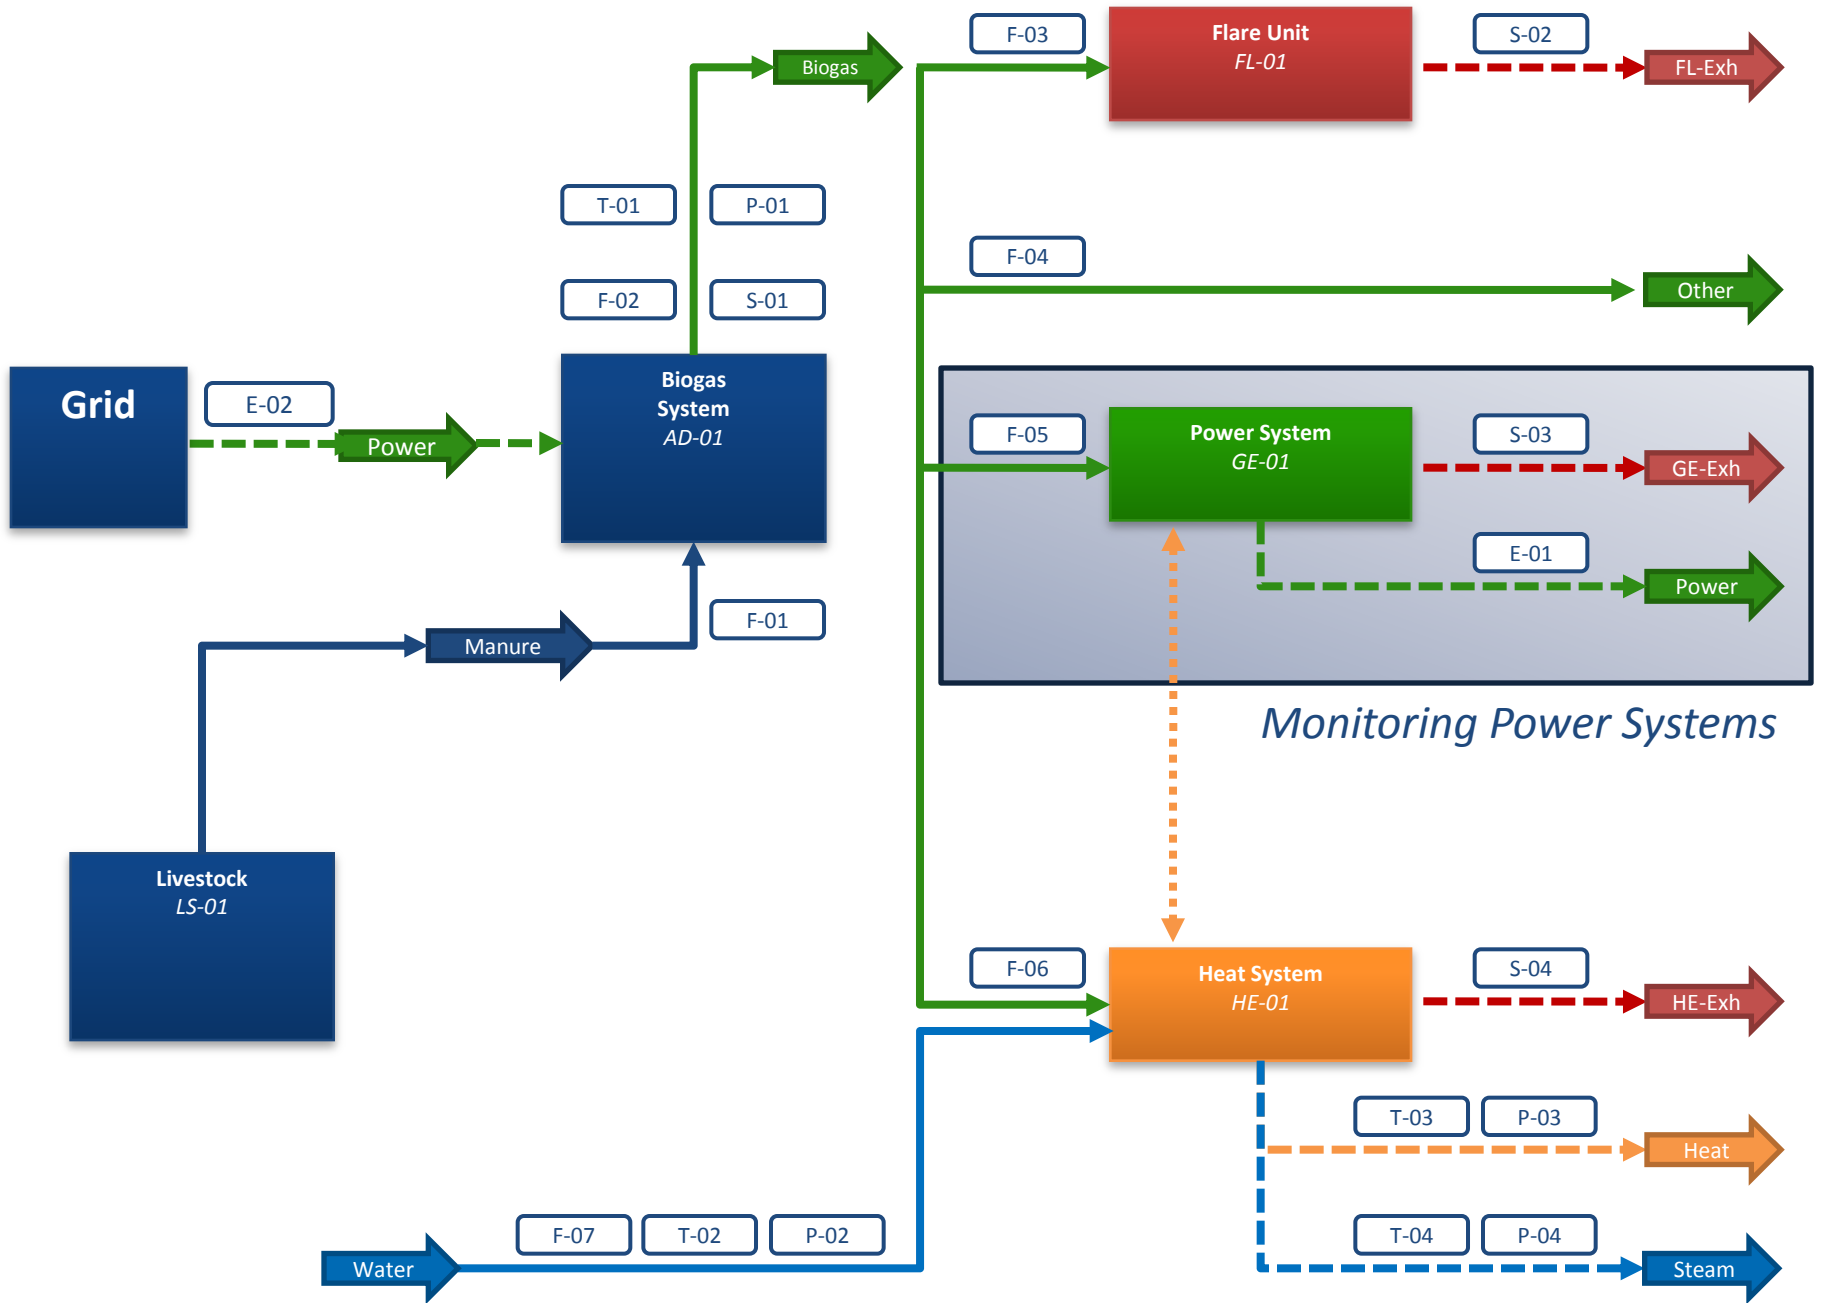 F-03
Flare Unit
FL-01
S-02
FL-Exh
Biogas
T-01
P-01
F-02
S-01
F-04
Other
Grid
E-02
Power
Biogas
System
AD-01
F-05
Power System
GE-01
S-03
GE-Exh
E-01
Power
F-01
Manure
Monitoring Power Systems
Livestock
LS-01
F-06
Heat System
HE-01
S-04
HE-Exh
T-03
P-03
Heat
F-07
T-02
P-02
Water
T-04
P-04
Steam